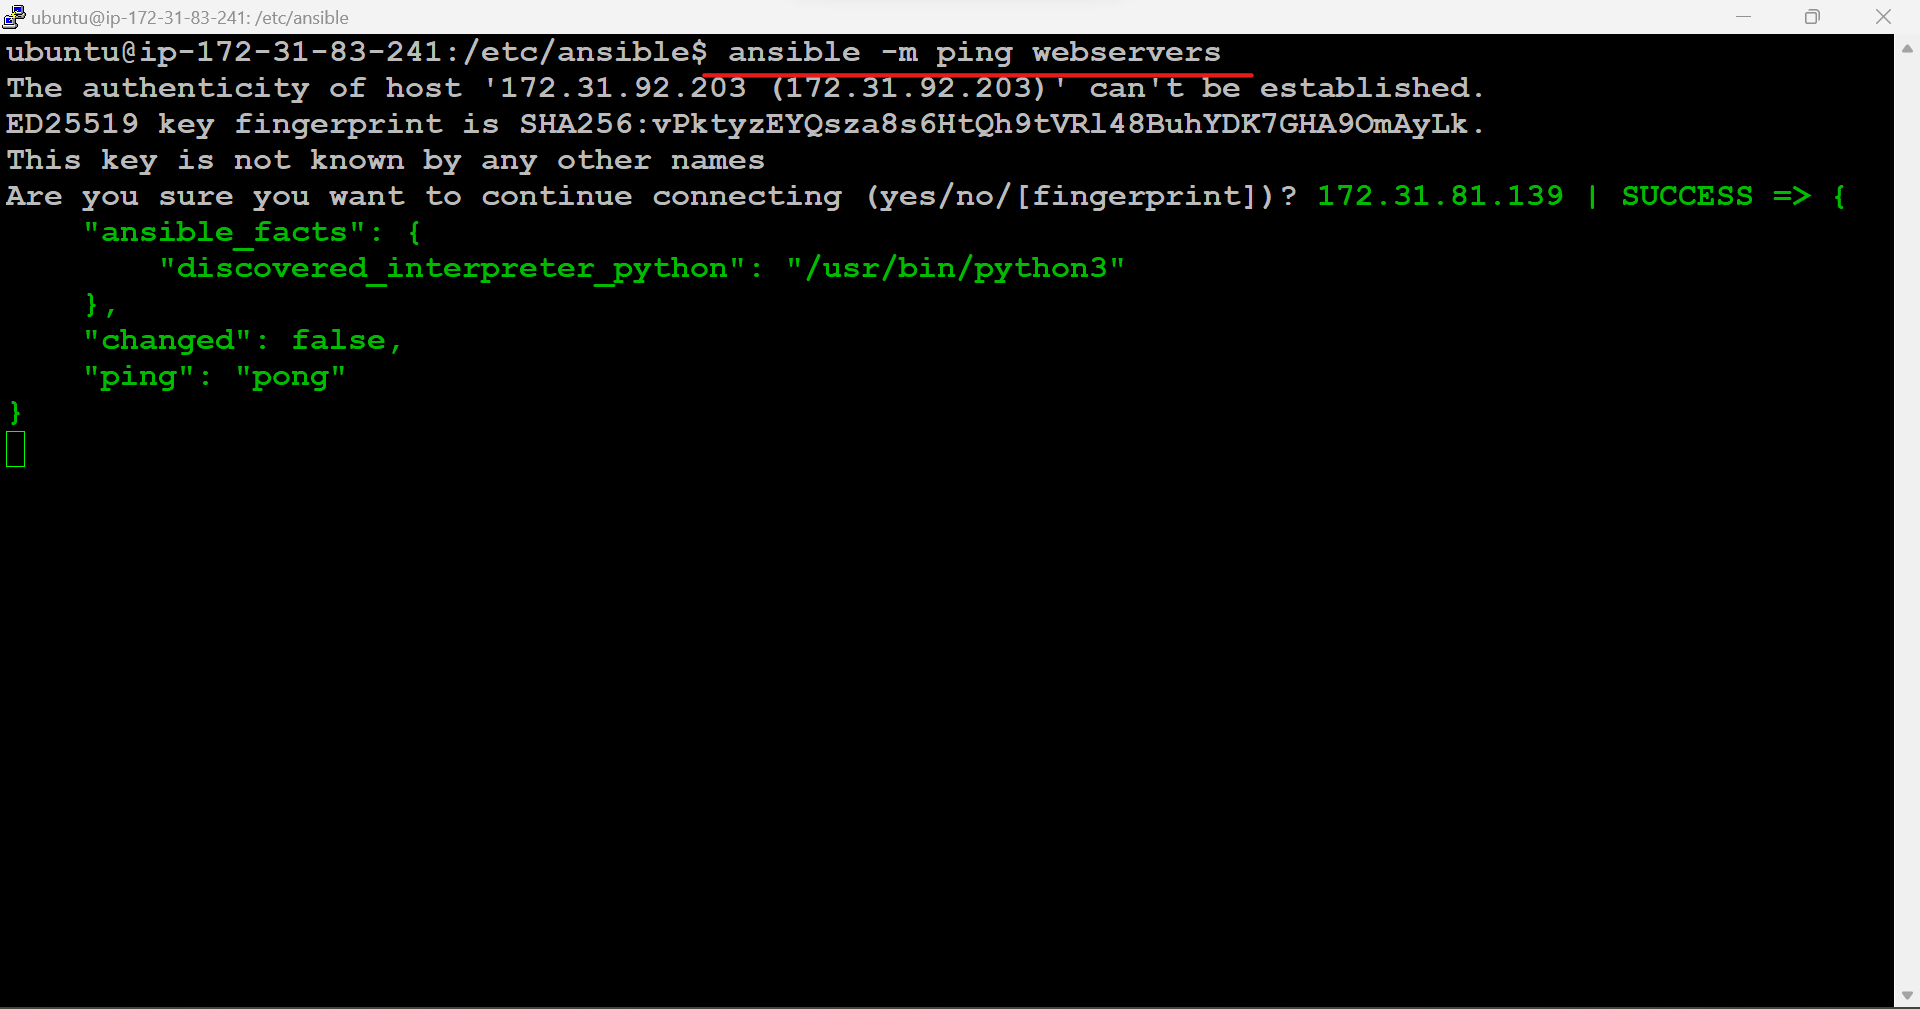 ubuntu@ip-172-31-83-241: /etc/ansible
ubuntu@ip-172-31-83-241:/etc/ansible$ ansible -m ping webservers
The authenticity of host '172.31.92.203 (172.31.92.203)' can't be established.
ED25519 key fingerprint is SHA256:vPktyzEYQsza8s6HtQh9tVRl48BuhYDK7GHA9OmAyLk.
This key is not known by any other names
Are you sure you want to continue connecting (yes/no/[fingerprint])? 172.31.81.139 | SUCCESS => {
    "ansible_facts": {
        "discovered_interpreter_python": "/usr/bin/python3"
    },
    "changed": false,
    "ping": "pong"
}